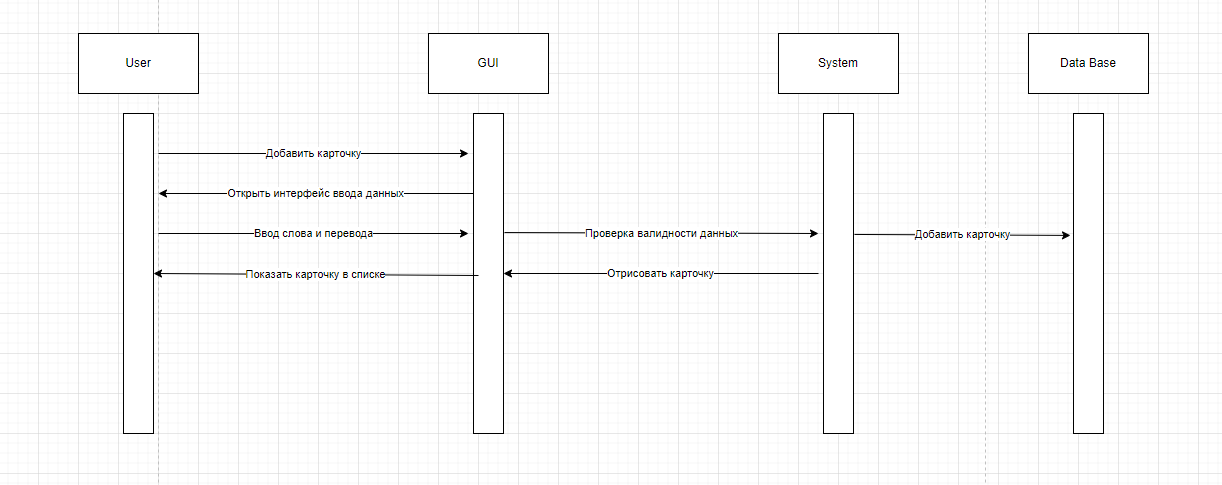 User
GUI
System
Data Base
Добавить карточку
Открыть интерфейс ввода данных
Ввод слова и перевода
Проверка валидности данных
Добавить карточку
Показать карточку в списке
Отрисовать карточку